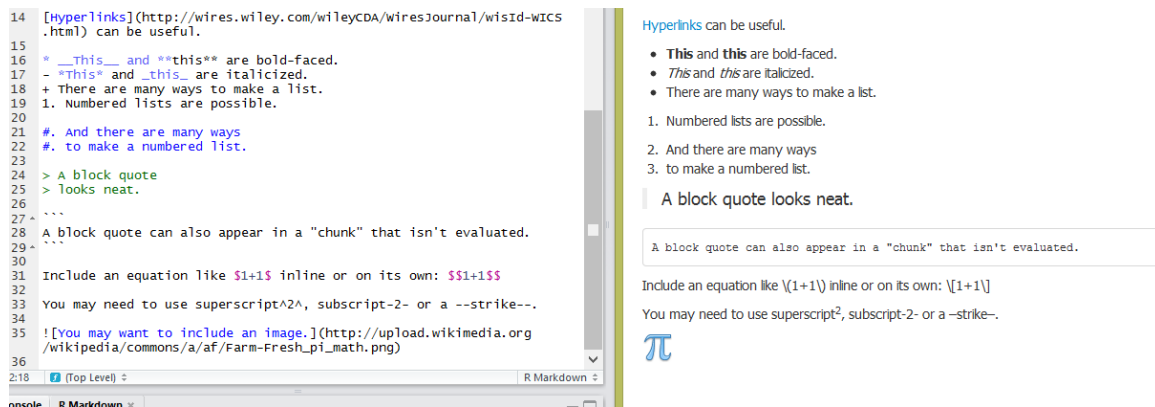 14 [Hyperlinks](http://wires.wiley.com/wileyCDA/WiresJournal/wisId-WICS
.html) can be useful.
15
16 * __This__ and **this** are bold-faced.
17 - *This* and _this_ are italicized.
18 + There are many ways to make a list.
19 1. Numbered lists are possible.
20
21 #. And there are many ways
22 #. to make a numbered list.
23
24 > A block quote
25 > looks neat.
26
27 ```
28 A block quote can also appear in a "chunk" that isn't evaluated.
29 ```
30
31 Include an equation like $1+1$ inline or on its own: $$1+1$$
32
33 You may need to use superscript^2^, subscript-2- or a --strike--.
34
35 ![You may want to include an image.](http://upload.wikimedia.org
/wikipedia/commons/a/af/Farm-Fresh_pi_math.png)
36
2:18 (Top Level) R Markdown
onsole R Markdown ×
Hyperlinks can be useful.
• This and this are bold-faced.
• This and this are italicized.
• There are many ways to make a list.
1. Numbered lists are possible.
2. And there are many ways
3. to make a numbered list.
A block quote looks neat.
A block quote can also appear in a "chunk" that isn't evaluated.
Include an equation like \(1+1\) inline or on its own: \[1+1\]
You may need to use superscript², subscript-2- or a –strike–.
π